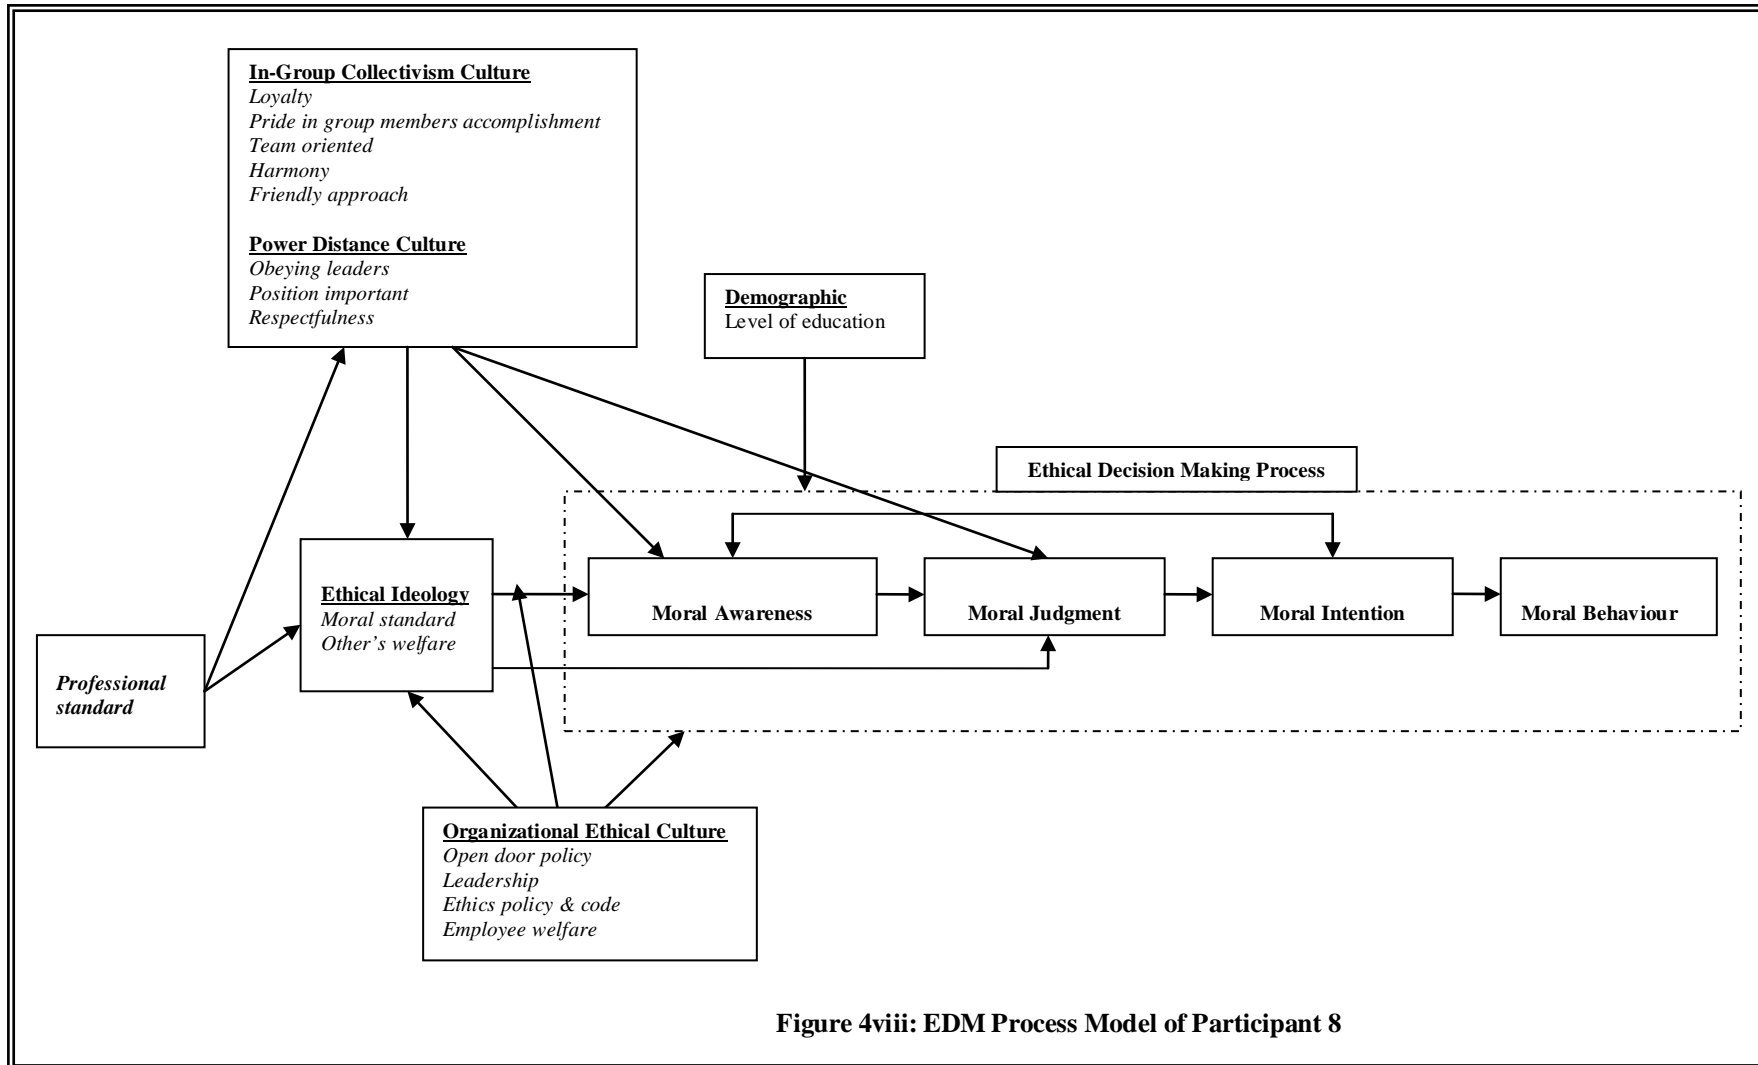 In-Group Collectivism Culture
Loyalty
Pride in group members accomplishment
Team oriented
Harmony
Friendly approach
Power Distance Culture
Obeying leaders
Position important
Respectfulness
Demographic
Level of education
Ethical Decision Making Process
Ethical Ideology
Moral standard
Other's welfare
Moral Awareness
Moral Judgment
Moral Intention
Moral Behaviour
Professional
standard
Organizational Ethical Culture
Open door policy
Leadership
Ethics policy & code
Employee welfare
Figure 4viii: EDM Process Model of Participant 8